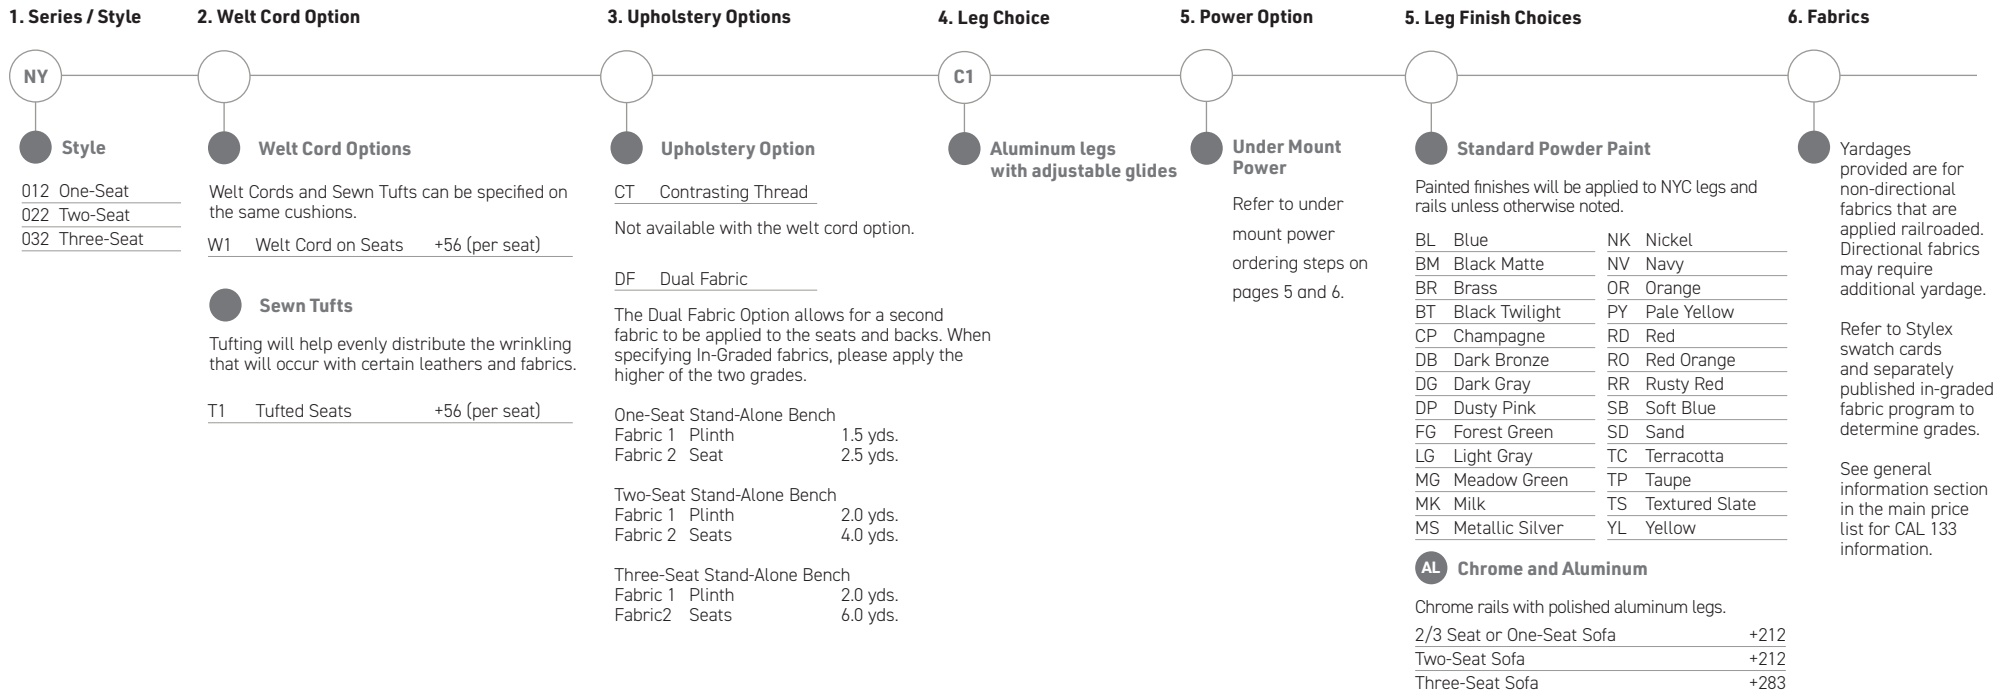 1. Series / Style
NY
Style
012 One-Seat
022 Two-Seat
032 Three-Seat
2. Welt Cord Option
Welt Cord Options
Welt Cords and Sewn Tufts can be specified on
the same cushions.
W1 Welt Cord on Seats +56 (per seat)
Sewn Tufts
Tufting will help evenly distribute the wrinkling
that will occur with certain leathers and fabrics.
T1 Tufted Seats +56 (per seat)
3. Upholstery Options
Upholstery Option
CT Contrasting Thread
Not available with the welt cord option.
DF Dual Fabric
The Dual Fabric Option allows for a second
fabric to be applied to the seats and backs. When
specifying In-Graded fabrics, please apply the
higher of the two grades.
One-Seat Stand-Alone Bench
Fabric 1 Plinth 1.5 yds.
Fabric 2 Seat 2.5 yds.
Two-Seat Stand-Alone Bench
Fabric 1 Plinth 2.0 yds.
Fabric 2 Seats 4.0 yds.
Three-Seat Stand-Alone Bench
Fabric 1 Plinth 2.0 yds.
Fabric2 Seats 6.0 yds.
4. Leg Choice
C1
Aluminum legs
with adjustable glides
5. Power Option
Under Mount
Power
Refer to under
mount power
ordering steps on
pages 5 and 6.
5. Leg Finish Choices
Standard Powder Paint
Painted finishes will be applied to NYC legs and
rails unless otherwise noted.
BL Blue
BM Black Matte
BR Brass
BT Black Twilight
CP Champagne
DB Dark Bronze
DG Dark Gray
DP Dusty Pink
FG Forest Green
LG Light Gray
MG Meadow Green
MK Milk
MS Metallic Silver
NK Nickel
NV Navy
OR Orange
PY Pale Yellow
RD Red
RO Red Orange
RR Rusty Red
SB Soft Blue
SD Sand
TC Terracotta
TP Taupe
TS Textured Slate
YL Yellow
AL Chrome and Aluminum
Chrome rails with polished aluminum legs.
2/3 Seat or One-Seat Sofa +212
Two-Seat Sofa +212
Three-Seat Sofa +283
6. Fabrics
Yardages
provided are for
non-directional
fabrics that are
applied railroaded.
Directional fabrics
may require
additional yardage.
Refer to Stylex
swatch cards
and separately
published in-graded
fabric program to
determine grades.
See general
information section
in the main price
list for CAL 133
information.